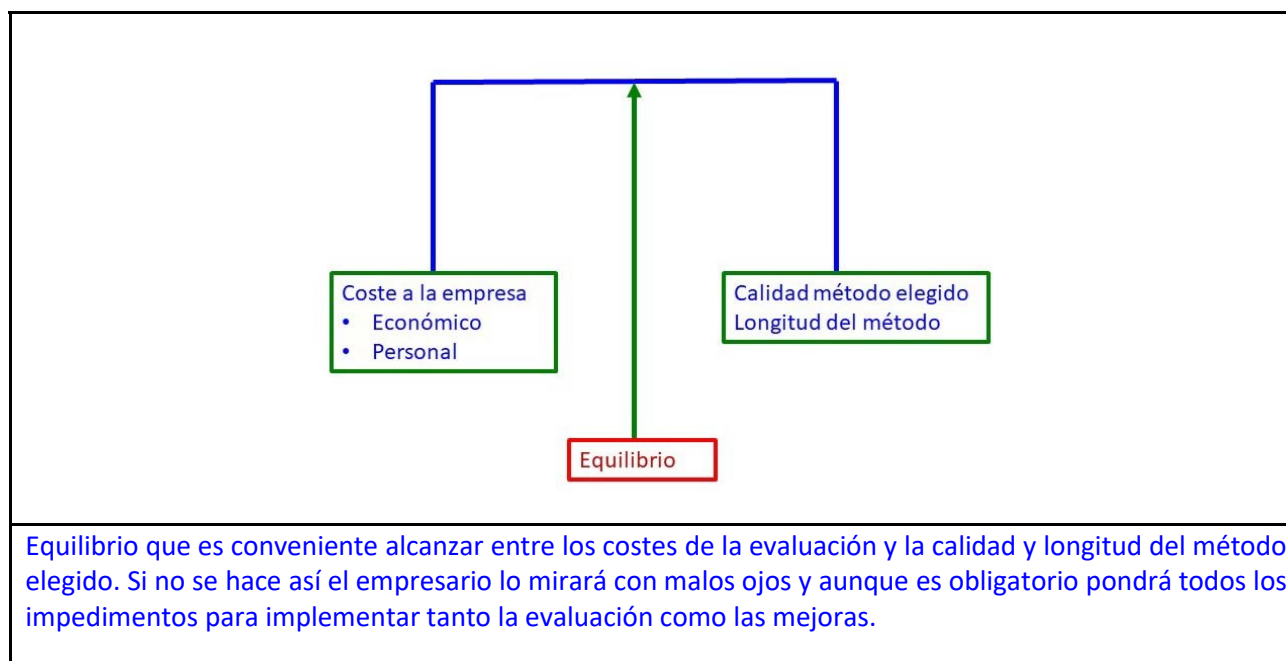 Coste a la empresa
• Económico
• Personal
Calidad método elegido
Longitud del método
Equilibrio
Equilibrio que es conveniente alcanzar entre los costes de la evaluación y la calidad y longitud del método
elegido. Si no se hace así el empresario lo mirará con malos ojos y aunque es obligatorio pondrá todos los
impedimentos para implementar tanto la evaluación como las mejoras.